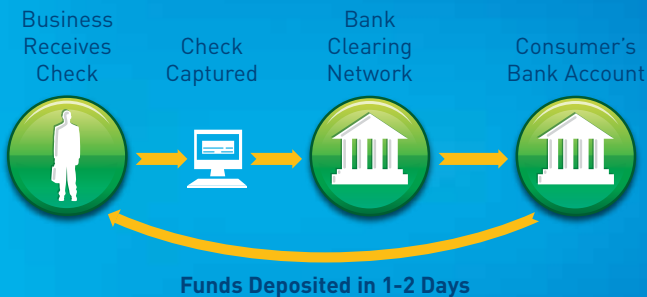 Business
Receives
Check
Check
Captured
Bank
Clearing
Network
Consumer's
Bank Account
Funds Deposited in 1-2 Days